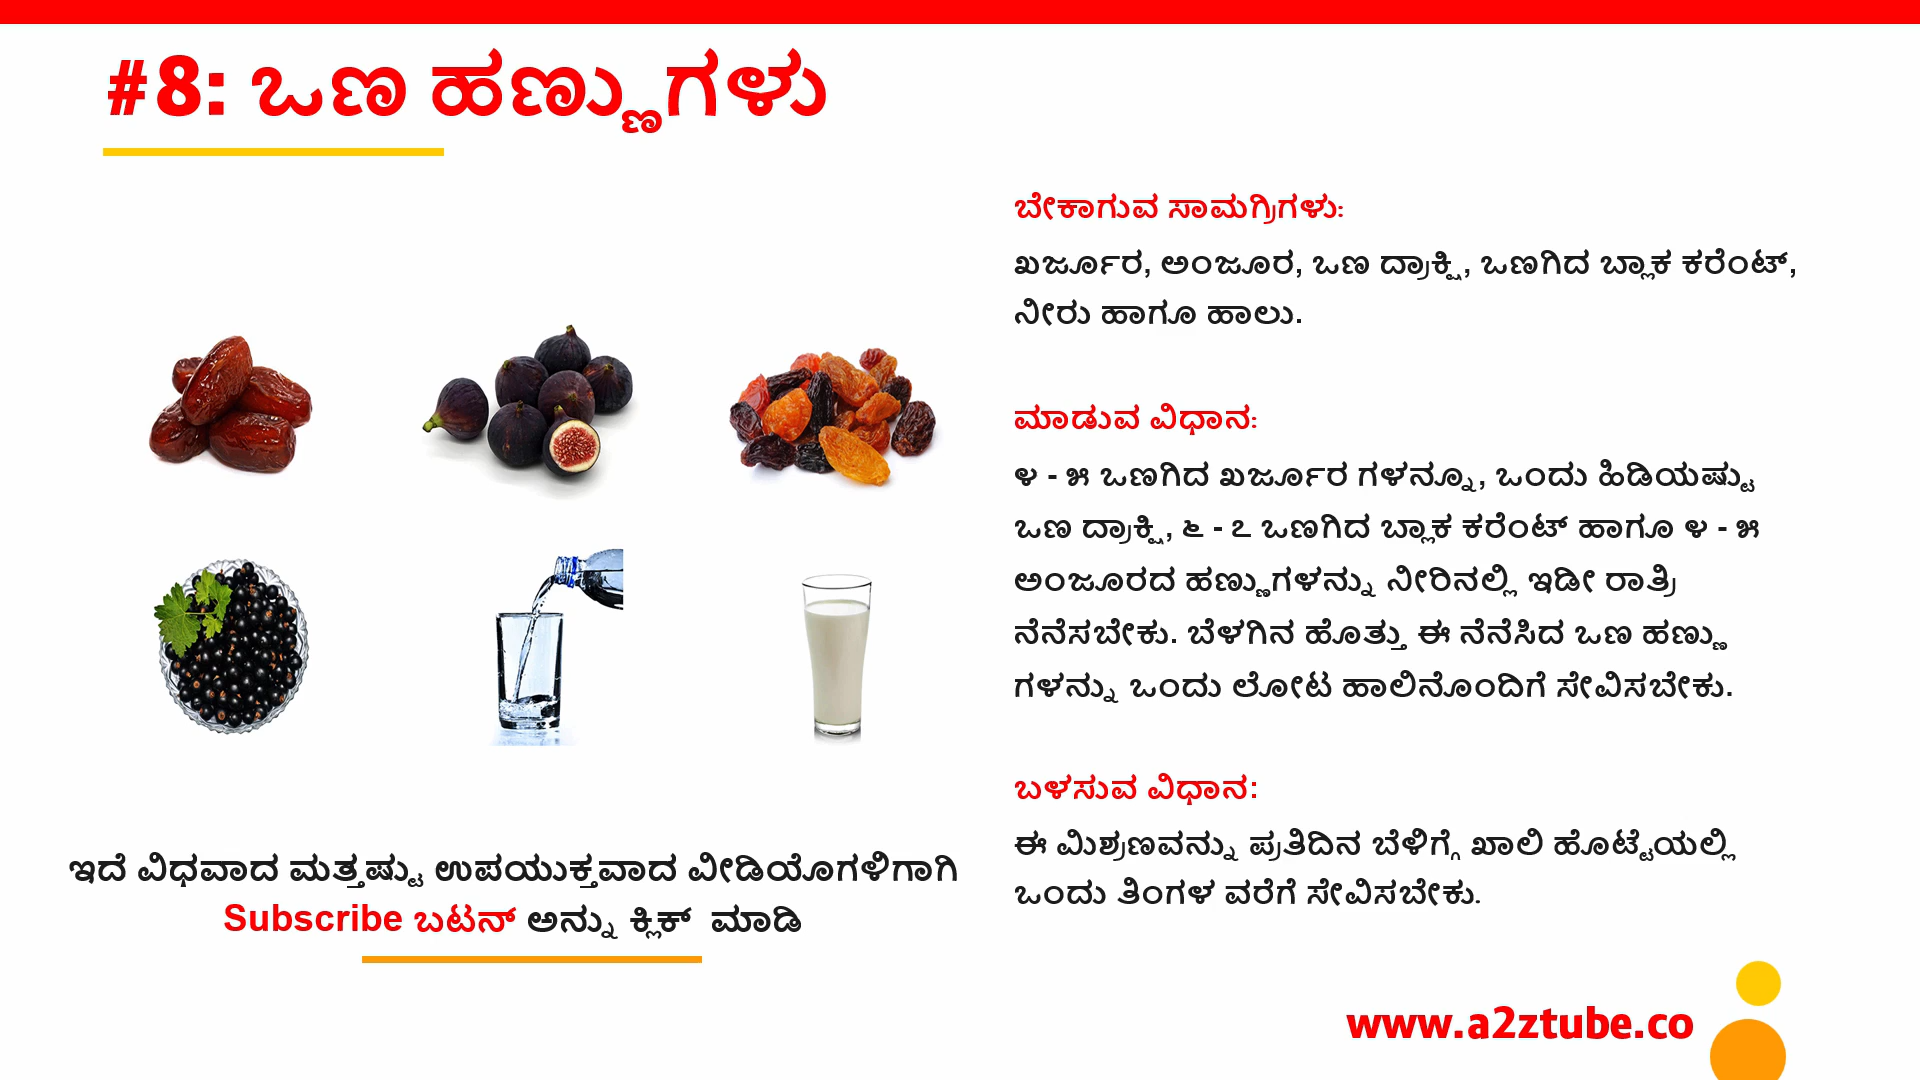 #8: ಒಣ ಹಣ್ಣುಗಳು
ಬೇಕಾಗುವ ಸಾಮಗ್ರಿಗಳು:
ಖರ್ಜೂರ, ಅಂಜೂರ, ಒಣ ದ್ರಾಕ್ಷಿ, ಒಣಗಿದ ಬ್ಲಾಕ ಕರೆಂಟ್,
ನೀರು ಹಾಗೂ ಹಾಲು.
ಮಾಡುವ ವಿಧಾನ:
೪ - ೫ ಒಣಗಿದ ಖರ್ಜೂರ ಗಳನ್ನೂ, ಒಂದು ಹಿಡಿಯಷ್ಟು
ಒಣ ದ್ರಾಕ್ಷಿ, ೬ - ೭ ಒಣಗಿದ ಬ್ಲಾಕ ಕರೆಂಟ್ ಹಾಗೂ ೪ - ೫
ಅಂಜೂರದ ಹಣ್ಣುಗಳನ್ನು ನೀರಿನಲ್ಲಿ ಇಡೀ ರಾತ್ರಿ
ನೆನೆಸಬೇಕು. ಬೆಳಗಿನ ಹೊತ್ತು ಈ ನೆನೆಸಿದ ಒಣ ಹಣ್ಣು
ಗಳನ್ನು ಒಂದು ಲೋಟ ಹಾಲಿನೊಂದಿಗೆ ಸೇವಿಸಬೇಕು.
ಬಳಸುವ ವಿಧಾನ:
ಈ ಮಿಶ್ರಣವನ್ನು ಪ್ರತಿದಿನ ಬೆಳಿಗ್ಗೆ ಖಾಲಿ ಹೊಟ್ಟೆಯಲ್ಲಿ
ಒಂದು ತಿಂಗಳ ವರೆಗೆ ಸೇವಿಸಬೇಕು.
ಇದೆ ವಿಧವಾದ ಮತ್ತಷ್ಟು ಉಪಯುಕ್ತವಾದ ವೀಡಿಯೊಗಳಿಗಾಗಿ
Subscribe ಬಟನ್ ಅನ್ನು ಕ್ಲಿಕ್ ಮಾಡಿ
www.a2ztube.co